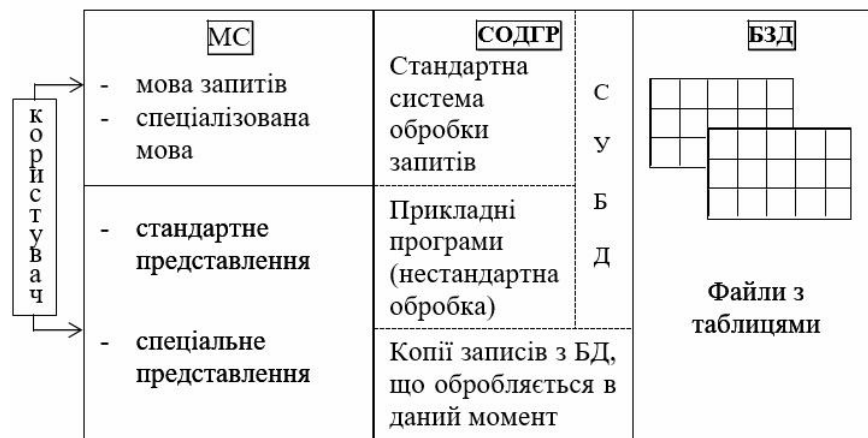 користувач
МС
- мова запитів
- спеціалізована
мова
- стандартне
представлення
- спеціальне
представлення
СОДГР
Стандартна
система
обробки
запитів
Прикладні
програми
(нестандартна
обробка)
Копії записів з БД,
що обробляється в
даний момент
С
У
Б
Д
БЗД
Файли з
таблицями